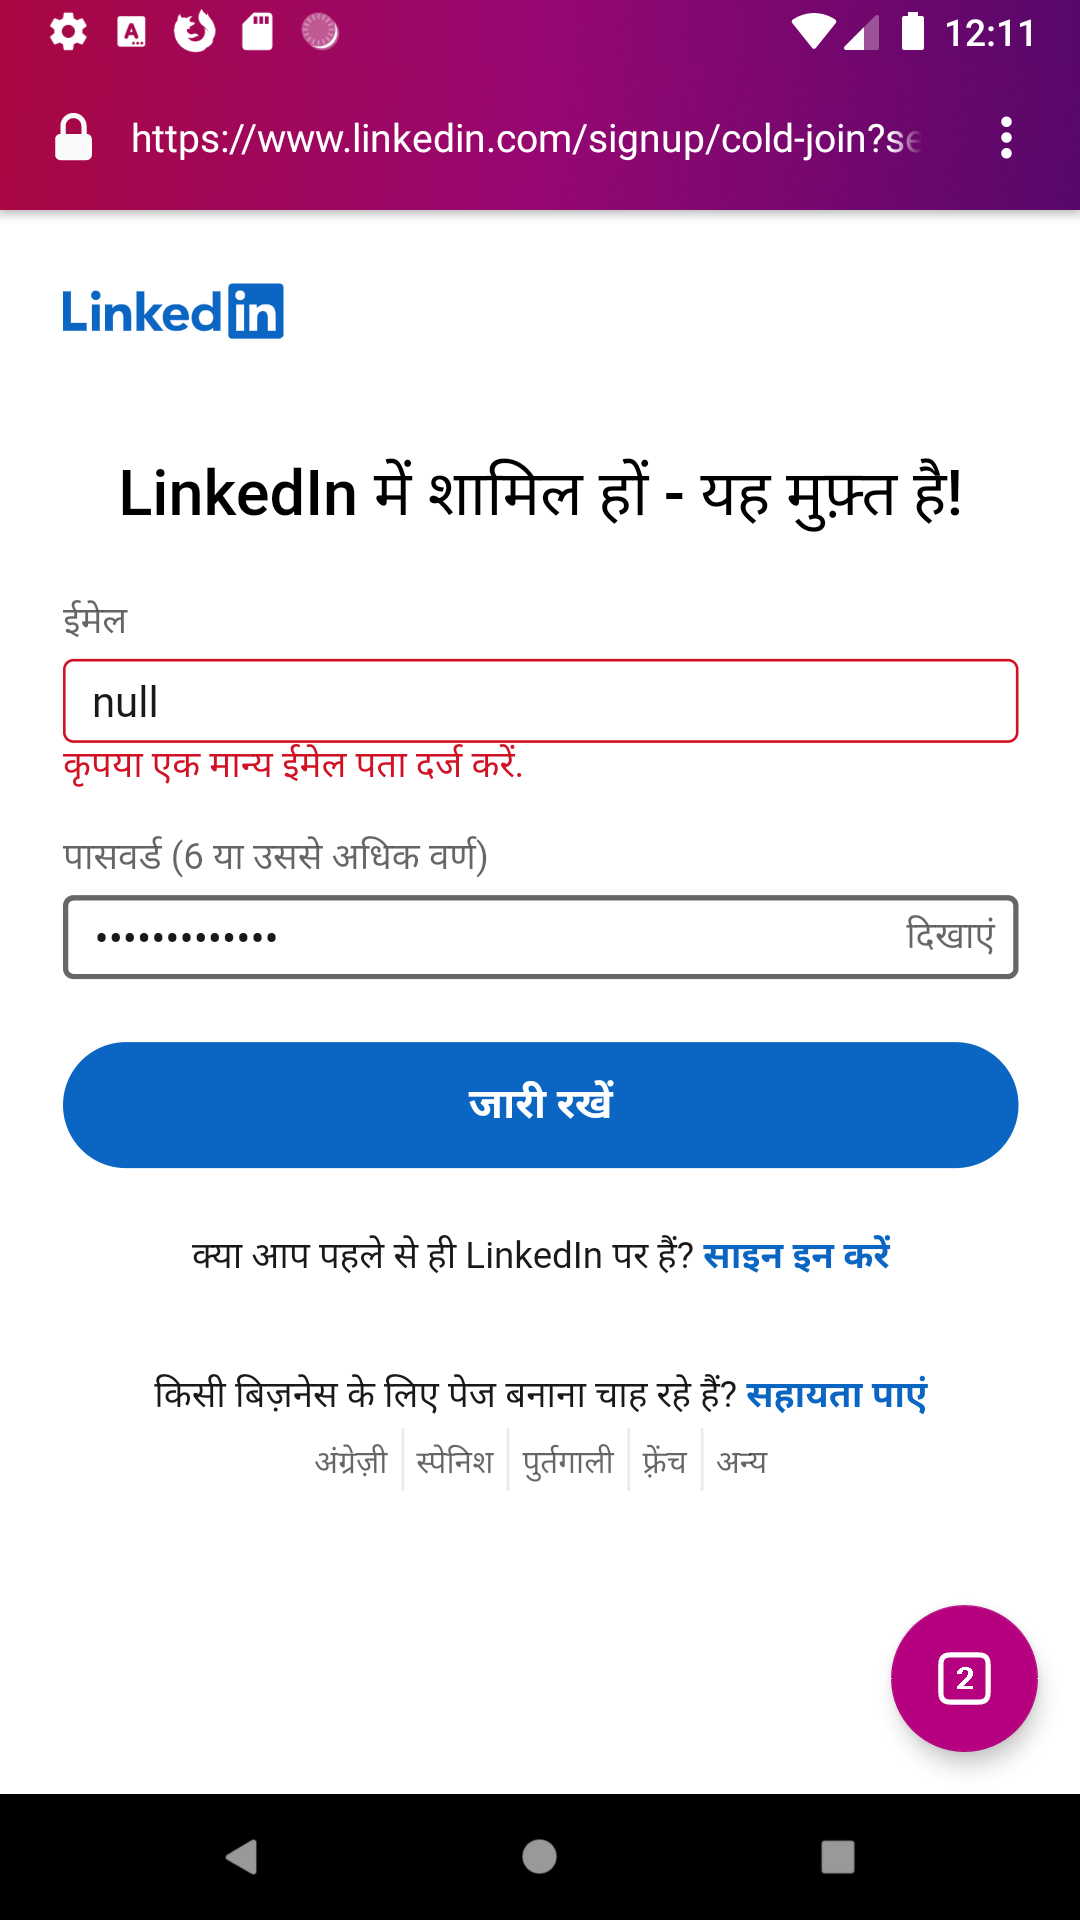 12:11
https://www.linkedin.com/signup/cold-join?se
Linkedin
LinkedIn में शामिल हों - यह मुफ़्त है!
ईमेल
null
कृपया एक मान्य ईमेल पता दर्ज करें.
पासवर्ड (6 या उससे अधिक वर्ण)
•••••••••••••
दिखाएं
जारी रखें
क्या आप पहले से ही LinkedIn पर हैं? साइन इन करें
किसी बिज़नेस के लिए पेज बनाना चाह रहे हैं? सहायता पाएं
अंग्रेज़ी स्पेनिश पुर्तगाली फ़्रेंच अन्य
2